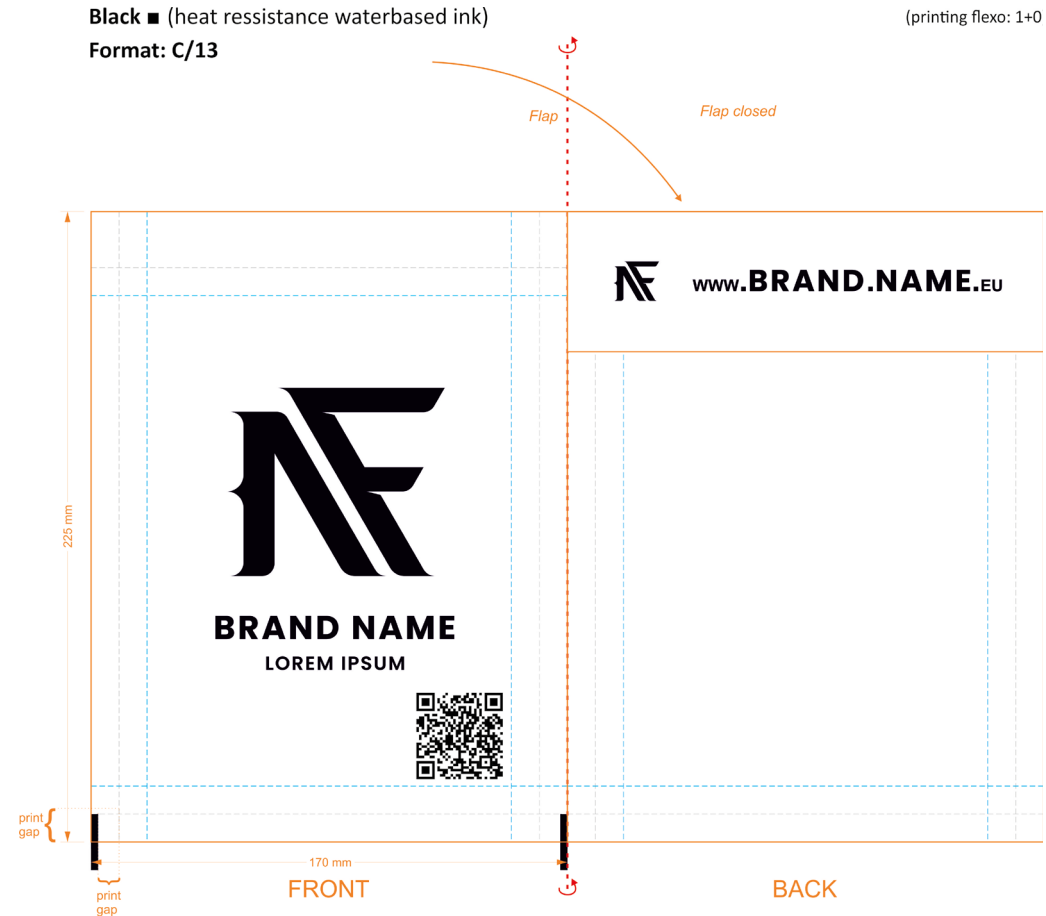 Black ■ (heat ressistance waterbased ink)
(printing flexo: 1+0
Format: C/13
Flap
Flap closed
www.BRAND.NAME.EU
225 mm
BRAND NAME
LOREM IPSUM
print
gap
170 mm
print
gap
FRONT
BACK